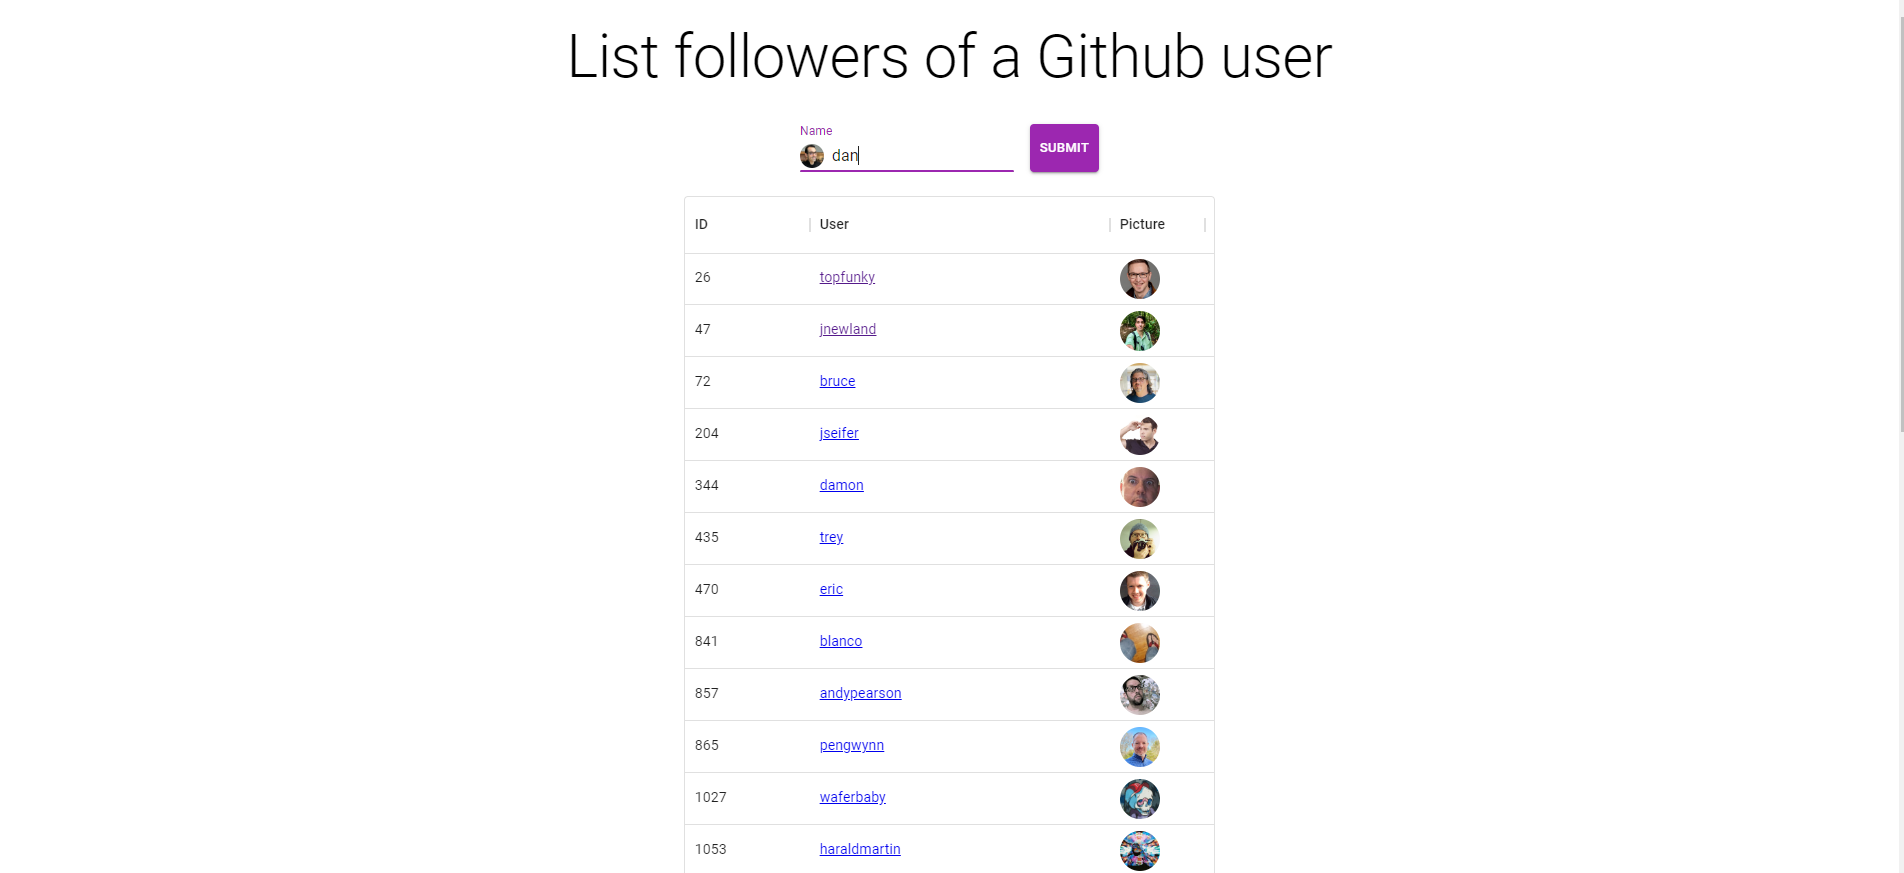 List followers of a Github user
Name
dan
SUBMIT
ID User Picture
26 topfunky
47 jnewland
72 bruce
204 jseifer
344 damon
435 trey
470 eric
841 blanco
857 andypearson
865 pengwynn
1027 waferbaby
1053 haraldmartin